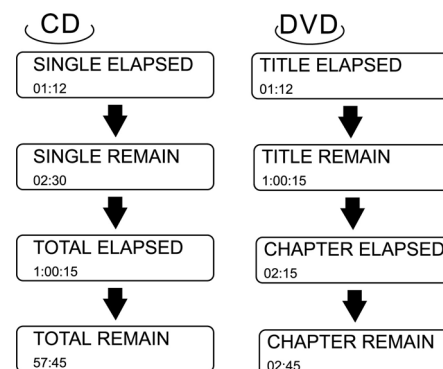 CD
SINGLE ELAPSED
01:12
SINGLE REMAIN
02:30
TOTAL ELAPSED
1:00:15
TOTAL REMAIN
57:45
DVD
TITLE ELAPSED
01:12
TITLE REMAIN
1:00:15
CHAPTER ELAPSED
02:15
CHAPTER REMAIN
02:45